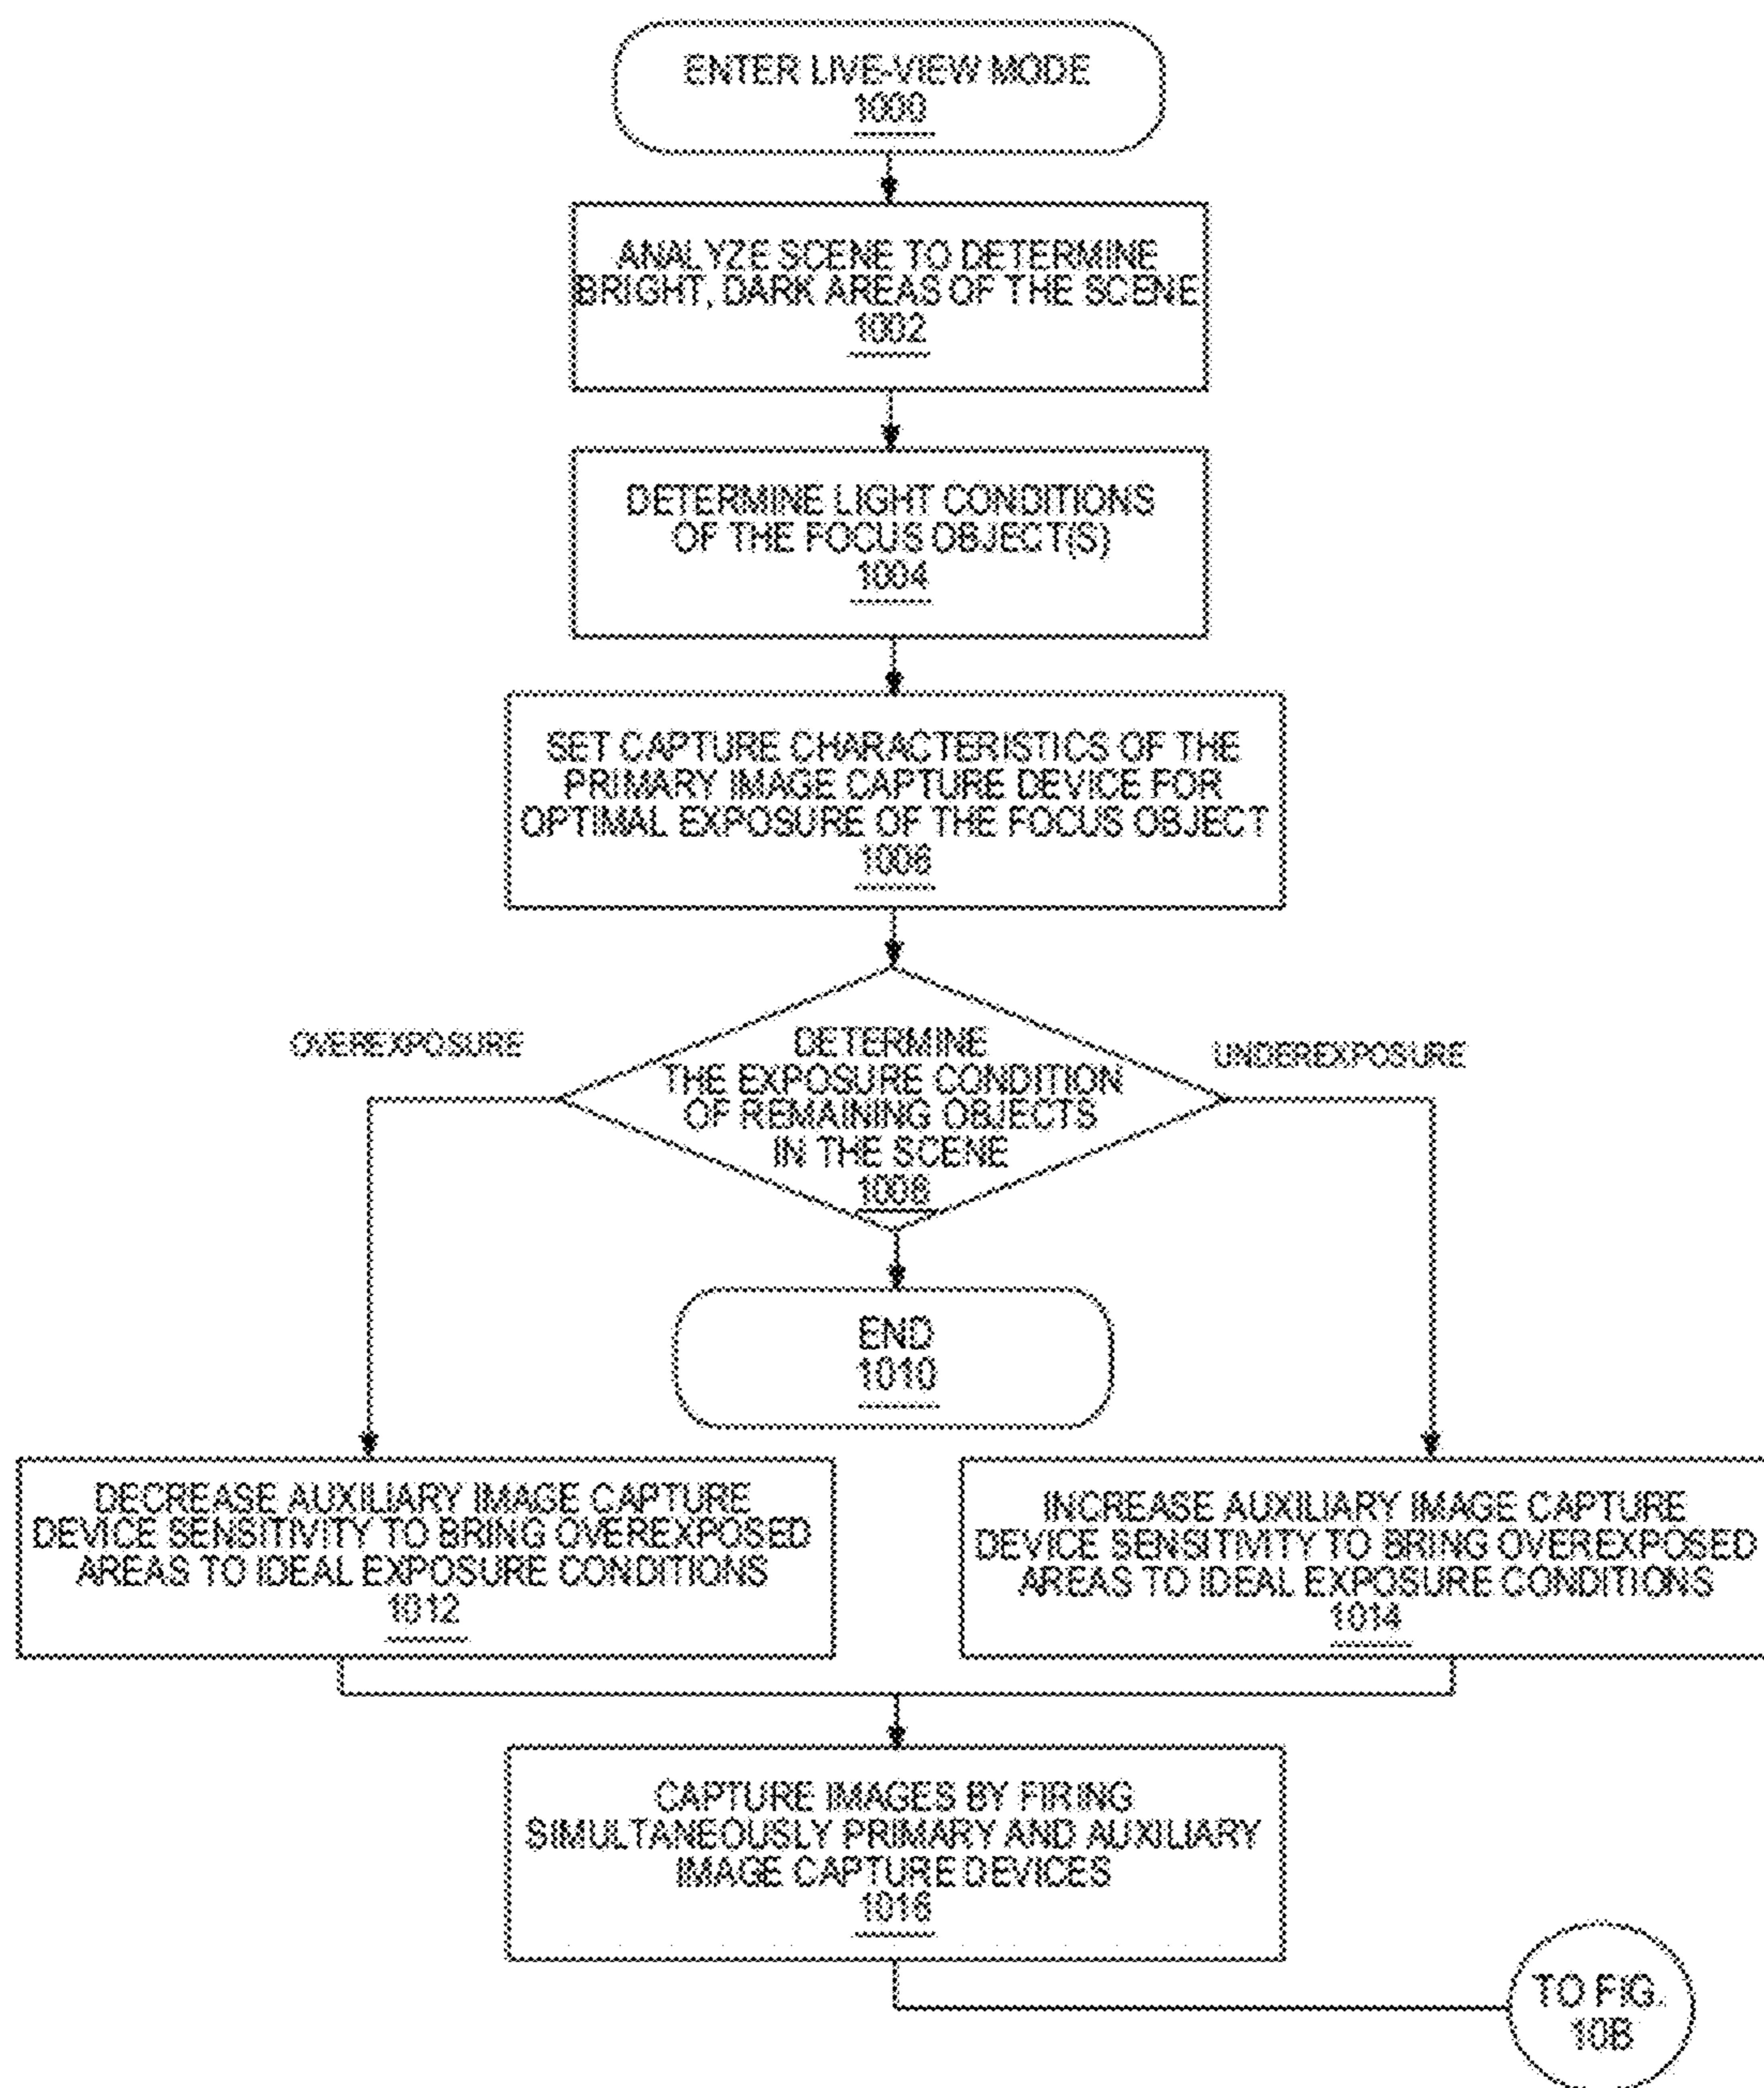 ENTER LIVE-VIEW MODE
1000
ANALYZE SCENE TO DETERMINE
BRIGHT, DARK AREAS OF THE SCENE
1002
DETERMINE LIGHT CONDITIONS
OF THE FOCUS OBJECT(S)
1004
SET CAPTURE CHARACTERISTICS OF THE
PRIMARY IMAGE CAPTURE DEVICE FOR
OPTIMAL EXPOSURE OF THE FOCUS OBJECT
1006
OVEREXPOSURE
DETERMINE
THE EXPOSURE CONDITION
OF REMAINING OBJECTS
IN THE SCENE
1008
UNDEREXPOSURE
END
1010
DECREASE AUXILIARY IMAGE CAPTURE
DEVICE SENSITIVITY TO BRING OVEREXPOSED
AREAS TO IDEAL EXPOSURE CONDITIONS
1012
INCREASE AUXILIARY IMAGE CAPTURE
DEVICE SENSITIVITY TO BRING OVEREXPOSED
AREAS TO IDEAL EXPOSURE CONDITIONS
1014
CAPTURE IMAGES BY FIRING
SIMULTANEOUSLY PRIMARY AND AUXILIARY
IMAGE CAPTURE DEVICES
1016
TO FIG.
10B